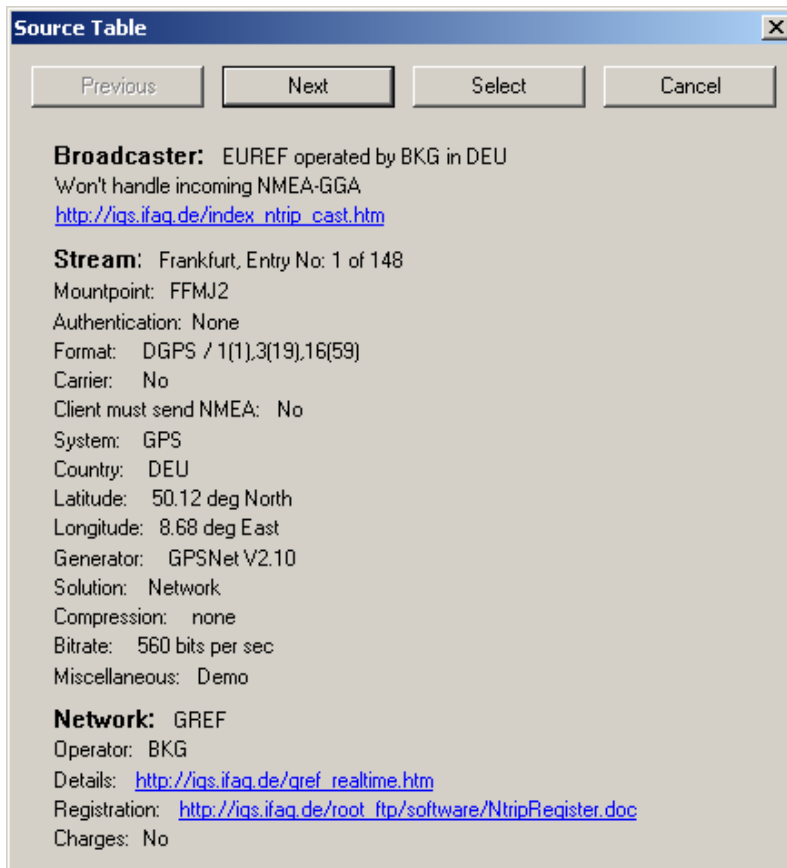 Source Table
Previous Next Select Cancel
Broadcaster: EUREF operated by BKG in DEU
Won't handle incoming NMEA-GGA
http://igs.ifag.de/index_ntrip_cast.htm
Stream: Frankfurt, Entry No: 1 of 148
Mountpoint: FFMJ2
Authentication: None
Format: DGPS / 1(1),3(19),16(59)
Carrier: No
Client must send NMEA: No
System: GPS
Country: DEU
Latitude: 50.12 deg North
Longitude: 8.68 deg East
Generator: GPSNet V2.10
Solution: Network
Compression: none
Bitrate: 560 bits per sec
Miscellaneous: Demo
Network: GREF
Operator: BKG
Details: http://igs.ifag.de/gref_realtime.htm
Registration: http://igs.ifag.de/root_ftp/software/NtripRegister.doc
Charges: No